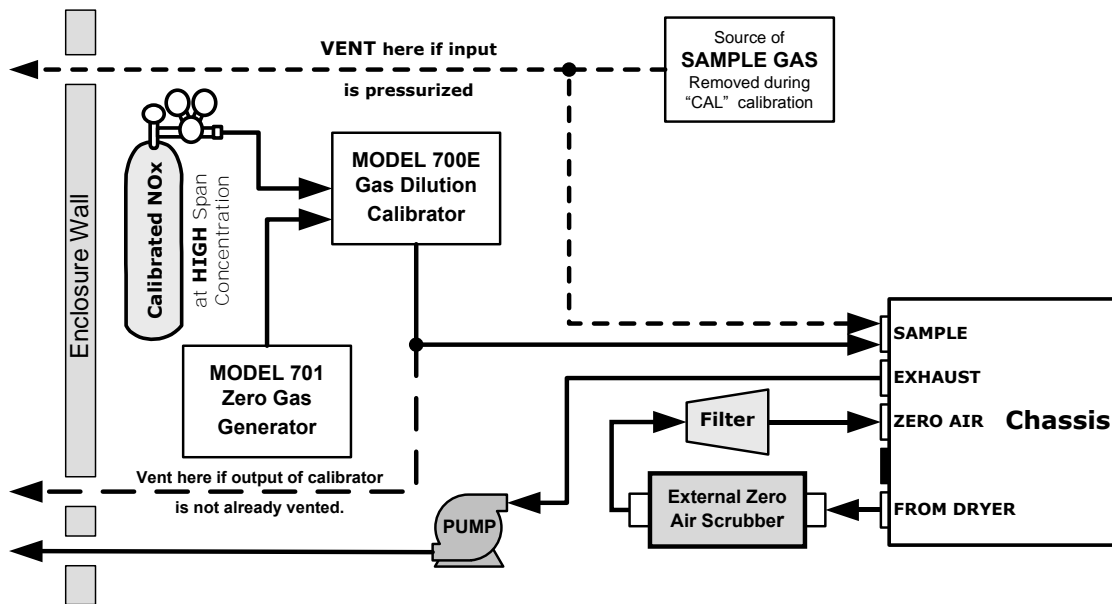 VENT here if input
is pressurized
Source of
SAMPLE GAS
Removed during
“CAL” calibration
Enclosure Wall
Calibrated NOx
at HIGH Span
Concentration
MODEL 700E
Gas Dilution
Calibrator
MODEL 701
Zero Gas
Generator
Vent here if output of calibrator
is not already vented.
PUMP
Filter
External Zero
Air Scrubber
SAMPLE
EXHAUST
ZERO AIR
FROM DRYER
Chassis